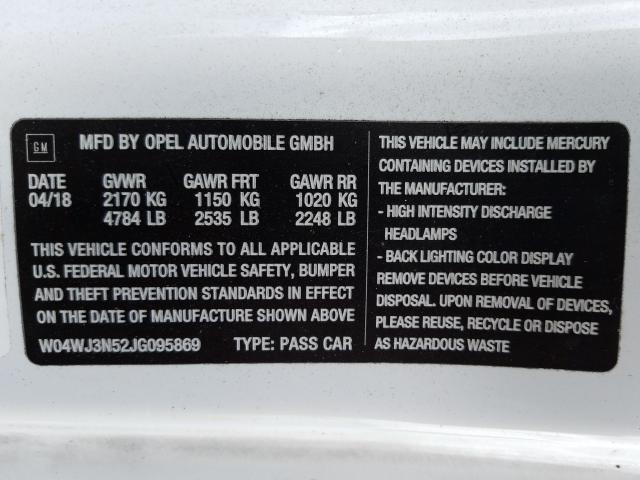 GM
MFD BY OPEL AUTOMOBILE GMBH
DATE GVWR GAWR FRT GAWR RR
04/18 2170 KG 1150 KG 1020 KG
4784 LB 2535 LB 2248 LB
THIS VEHICLE CONFORMS TO ALL APPLICABLE
U.S. FEDERAL MOTOR VEHICLE SAFETY, BUMPER
AND THEFT PREVENTION STANDARDS IN EFFECT
ON THE DATE OF MANUFACTURE SHOWN ABOVE
W04WJ3N52JG095869 TYPE: PASS CAR
THIS VEHICLE MAY INCLUDE MERCURY
CONTAINING DEVICES INSTALLED BY
THE MANUFACTURER:
- HIGH INTENSITY DISCHARGE
HEADLAMPS
- BACK LIGHTING COLOR DISPLAY
REMOVE DEVICES BEFORE VEHICLE
DISPOSAL. UPON REMOVAL OF DEVICES,
PLEASE REUSE, RECYCLE OR DISPOSE
AS HAZARDOUS WASTE